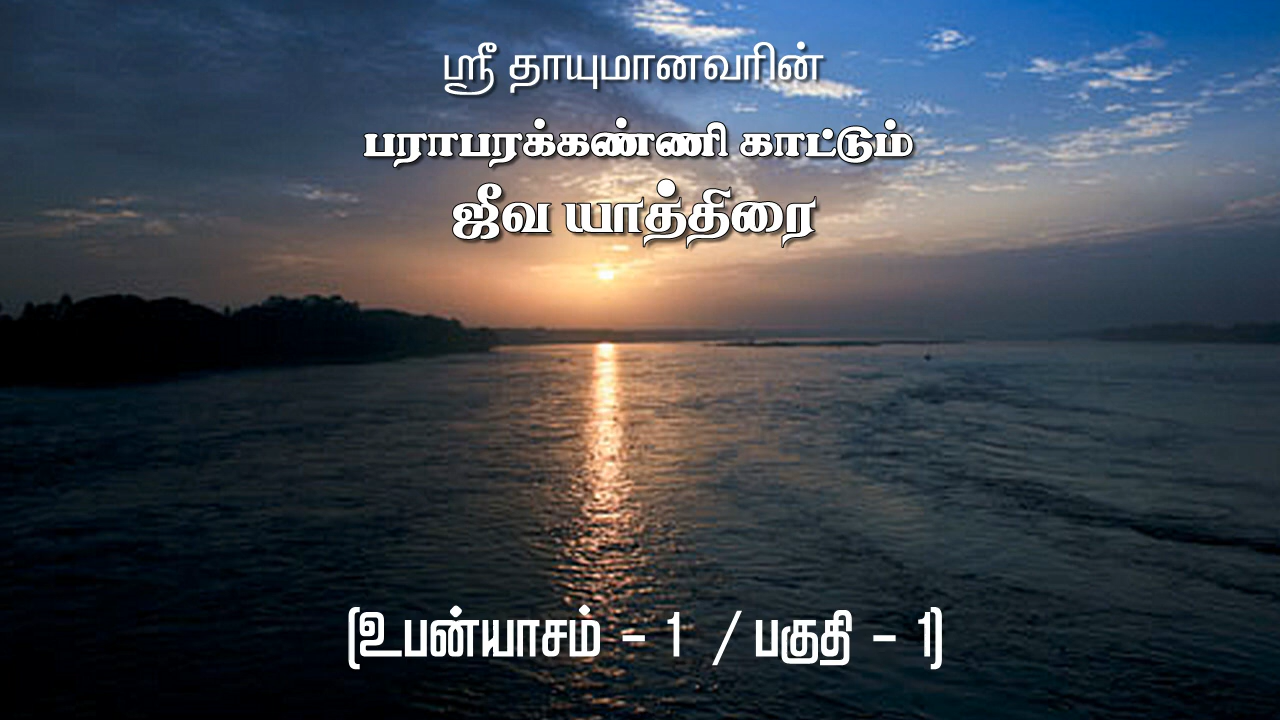 ஸ்ரீ தாயுமானவரின்
பராபரக்கண்ணி காட்டும்
ஜீவ யாத்திரை
(உபன்யாசம் - 1 / பகுதி - 1)